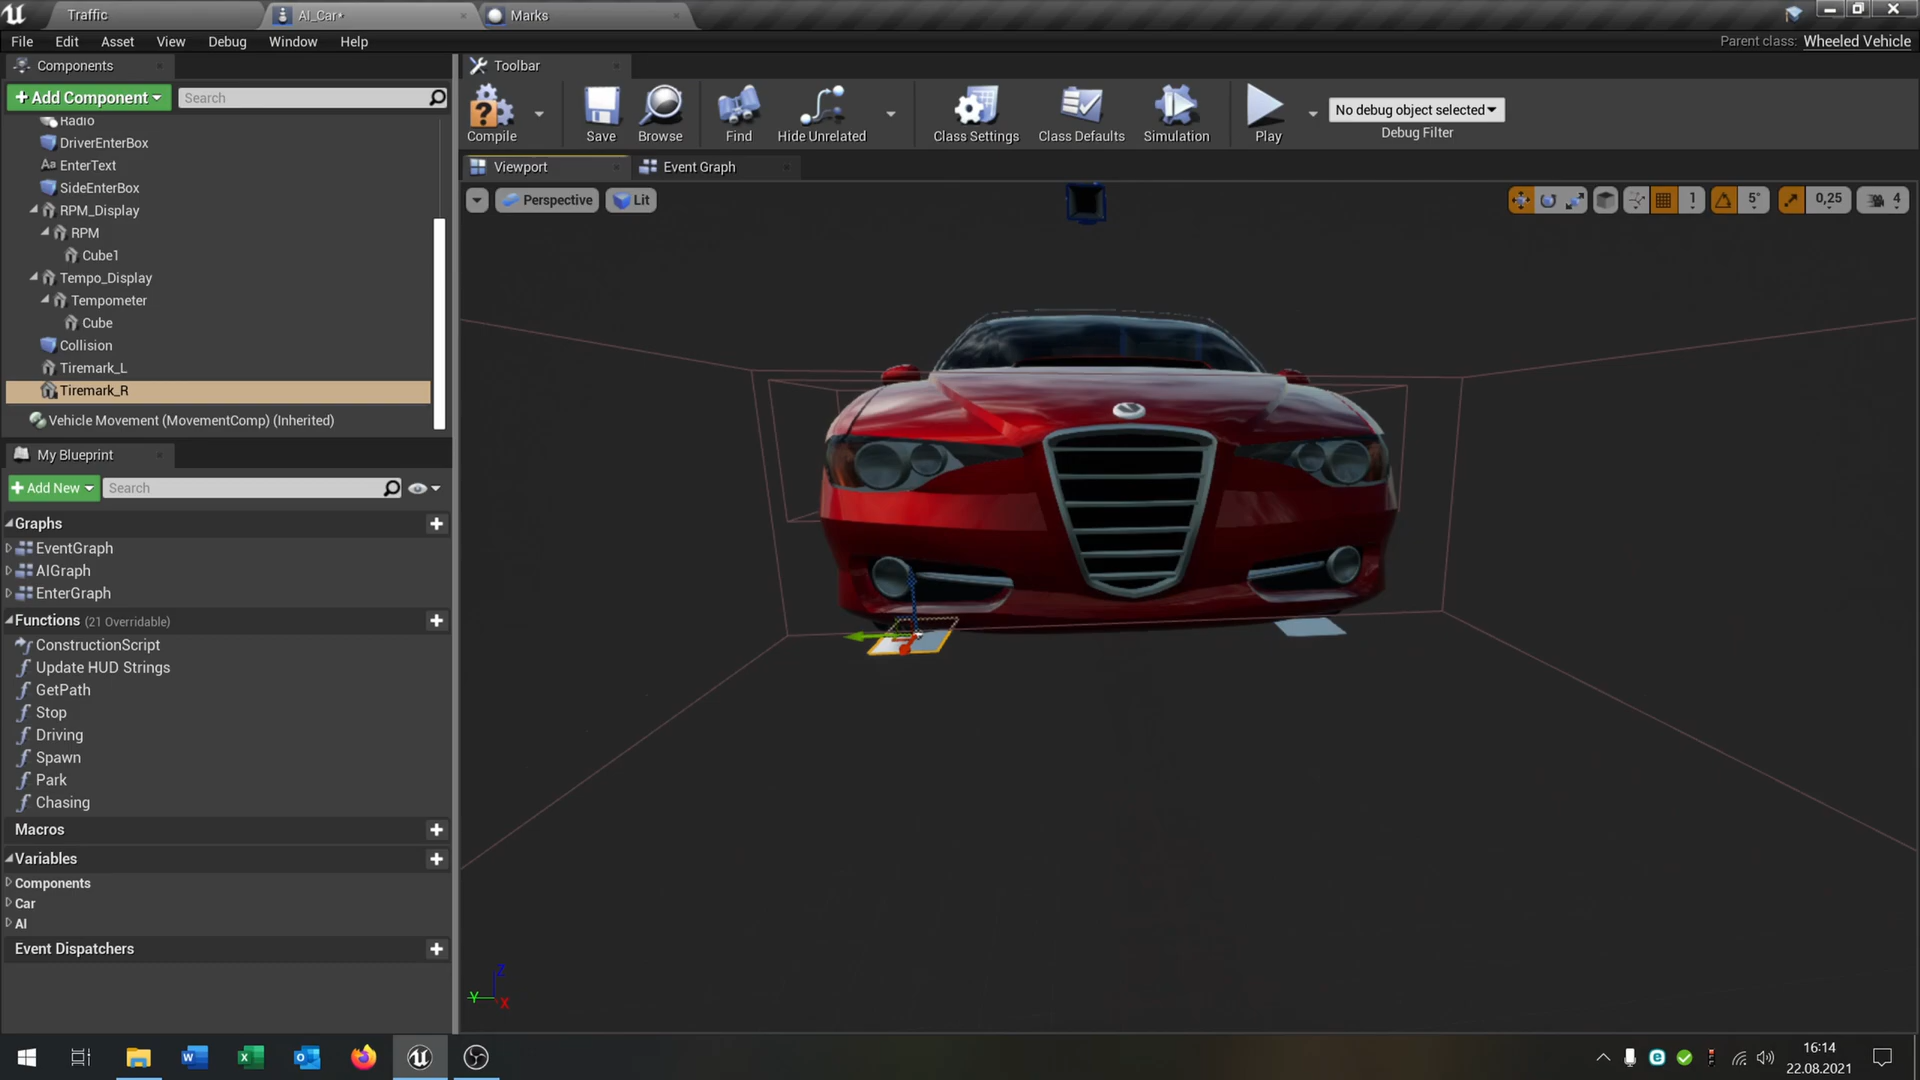 Traffic
AI_Car*
Marks
File Edit Asset View Debug Window Help
Parent class: Wheeled Vehicle
Components
Toolbar
+ Add Component
Search
Compile
Save
Browse
Find
Hide Unrelated
Class Settings
Class Defaults
Simulation
Play
No debug object selected
Debug Filter
Radio
DriverEnterBox
Aa EnterText
SideEnterBox
RPM_Display
RPM
Cube1
Tempo_Display
Tempometer
Cube
Collision
Tiremark_L
Tiremark_R
Vehicle Movement (MovementComp) (Inherited)
Viewport
Event Graph
Perspective
Lit
1
5°
0,25
4
My Blueprint
+ Add New
Search
Graphs
EventGraph
AIGraph
EnterGraph
Functions (21 Overridable)
ConstructionScript
Update HUD Strings
GetPath
Stop
Driving
Spawn
Park
Chasing
Macros
Variables
Components
Car
AI
Event Dispatchers
Z
Y
X
16:14
22.08.2021